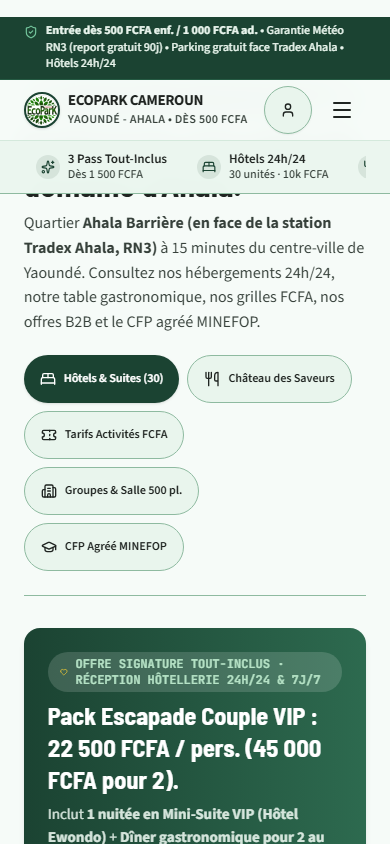 Entrée dès 500 FCFA enf. / 1 000 FCFA ad. • Garantie Météo
RN3 (report gratuit 90j) • Parking gratuit face Tradex Ahala •
Hôtels 24h/24
EcoPark
ECOPARK CAMEROUN
YAOUNDÉ - AHALA • DÈS 500 FCFA
3 Pass Tout-Inclus
Dès 1 500 FCFA
Hôtels 24h/24
30 unités · 10k FCFA
domaine d'Ahala.
Quartier Ahala Barrière (en face de la station
Tradex Ahala, RN3) à 15 minutes du centre-ville de
Yaoundé. Consultez nos hébergements 24h/24,
notre table gastronomique, nos grilles FCFA, nos
offres B2B et le CFP agréé MINEFOP.
Hôtels & Suites (30)
Château des Saveurs
Tarifs Activités FCFA
Groupes & Salle 500 pl.
CFP Agréé MINEFOP
OFFRE SIGNATURE TOUT-INCLUS ·
RÉCEPTION HÔTELLERIE 24H/24 & 7J/7
Pack Escapade Couple VIP :
22 500 FCFA / pers. (45 000
FCFA pour 2).
Inclut 1 nuitée en Mini-Suite VIP (Hôtel
Ewondo) + Dîner gastronomique pour 2 au